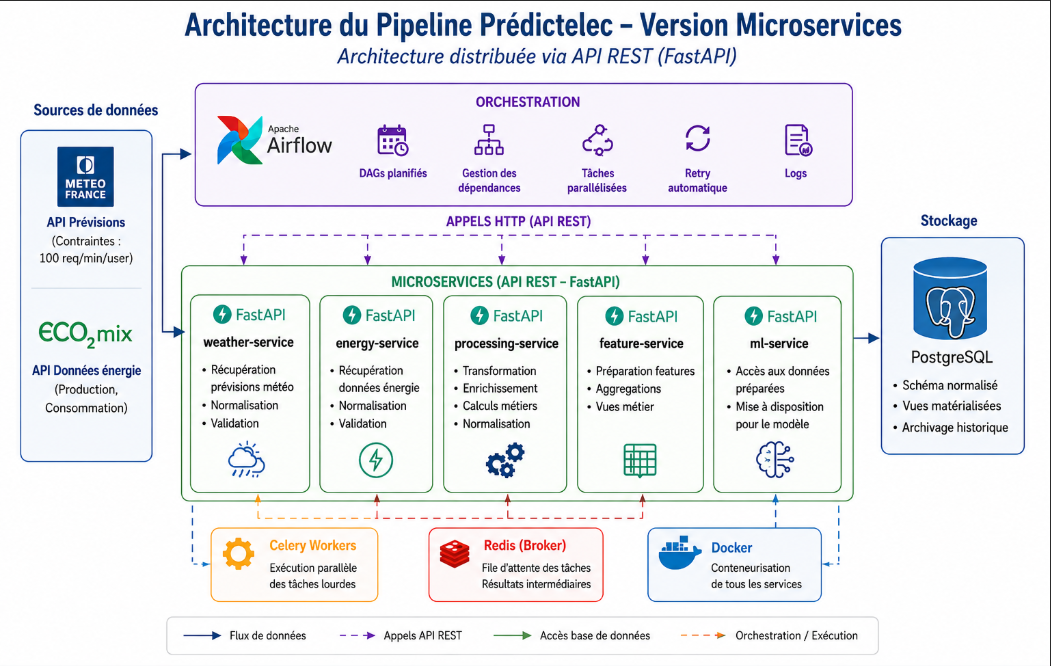 Architecture du Pipeline Prédictelec – Version Microservices
Architecture distribuée via API REST (FastAPI)
Sources de données
METEO
FRANCE
API Prévisions
(Contraintes :
100 req/min/user)
ECO2mix
API Données énergie
(Production,
Consommation)
ORCHESTRATION
Apache
Airflow
DAGs planifiés
Gestion des
dépendances
Tâches
parallélisées
Retry
automatique
Logs
APPELS HTTP (API REST)
MICROSERVICES (API REST – FastAPI)
FastAPI
weather-service
• Récupération
prévisions météo
• Normalisation
• Validation
FastAPI
energy-service
• Récupération
données énergie
• Normalisation
• Validation
FastAPI
processing-service
• Transformation
• Enrichissement
• Calculs métiers
• Normalisation
FastAPI
feature-service
• Préparation features
• Aggregations
• Vues métier
FastAPI
ml-service
• Accès aux données
préparées
• Mise à disposition
pour le modèle
Stockage
PostgreSQL
• Schéma normalisé
• Vues matérialisées
• Archivage historique
Celery Workers
Exécution parallèle
des tâches lourdes
Redis (Broker)
File d'attente des tâches
Résultats intermédiaires
Docker
Conteneurisation
de tous les services
Flux de données
Appels API REST
Accès base de données
Orchestration / Exécution